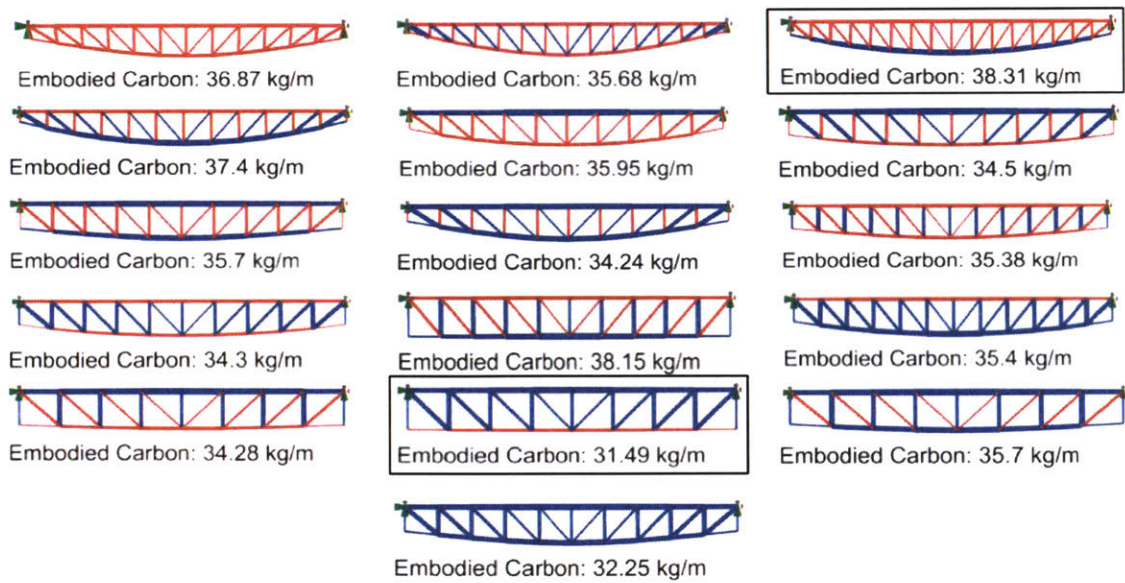 Embodied Carbon: 36.87 kg/m
Embodied Carbon: 35.68 kg/m
Embodied Carbon: 38.31 kg/m
Embodied Carbon: 37.4 kg/m
Embodied Carbon: 35.95 kg/m
Embodied Carbon: 34.5 kg/m
Embodied Carbon: 35.7 kg/m
Embodied Carbon: 34.24 kg/m
Embodied Carbon: 35.38 kg/m
Embodied Carbon: 34.3 kg/m
Embodied Carbon: 38.15 kg/m
Embodied Carbon: 35.4 kg/m
Embodied Carbon: 34.28 kg/m
Embodied Carbon: 31.49 kg/m
Embodied Carbon: 35.7 kg/m
Embodied Carbon: 32.25 kg/m